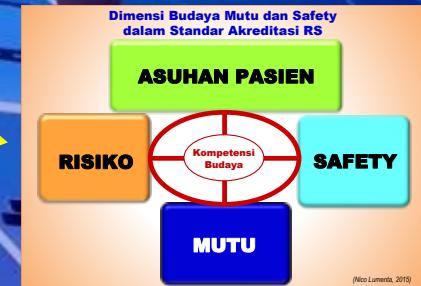 Dimensi Budaya Mutu dan Safety
dalam Standar Akreditasi RS
ASUHAN PASIEN
RISIKO
Kompetensi
Budaya
SAFETY
MUTU
(Nico Lumenta, 2015)